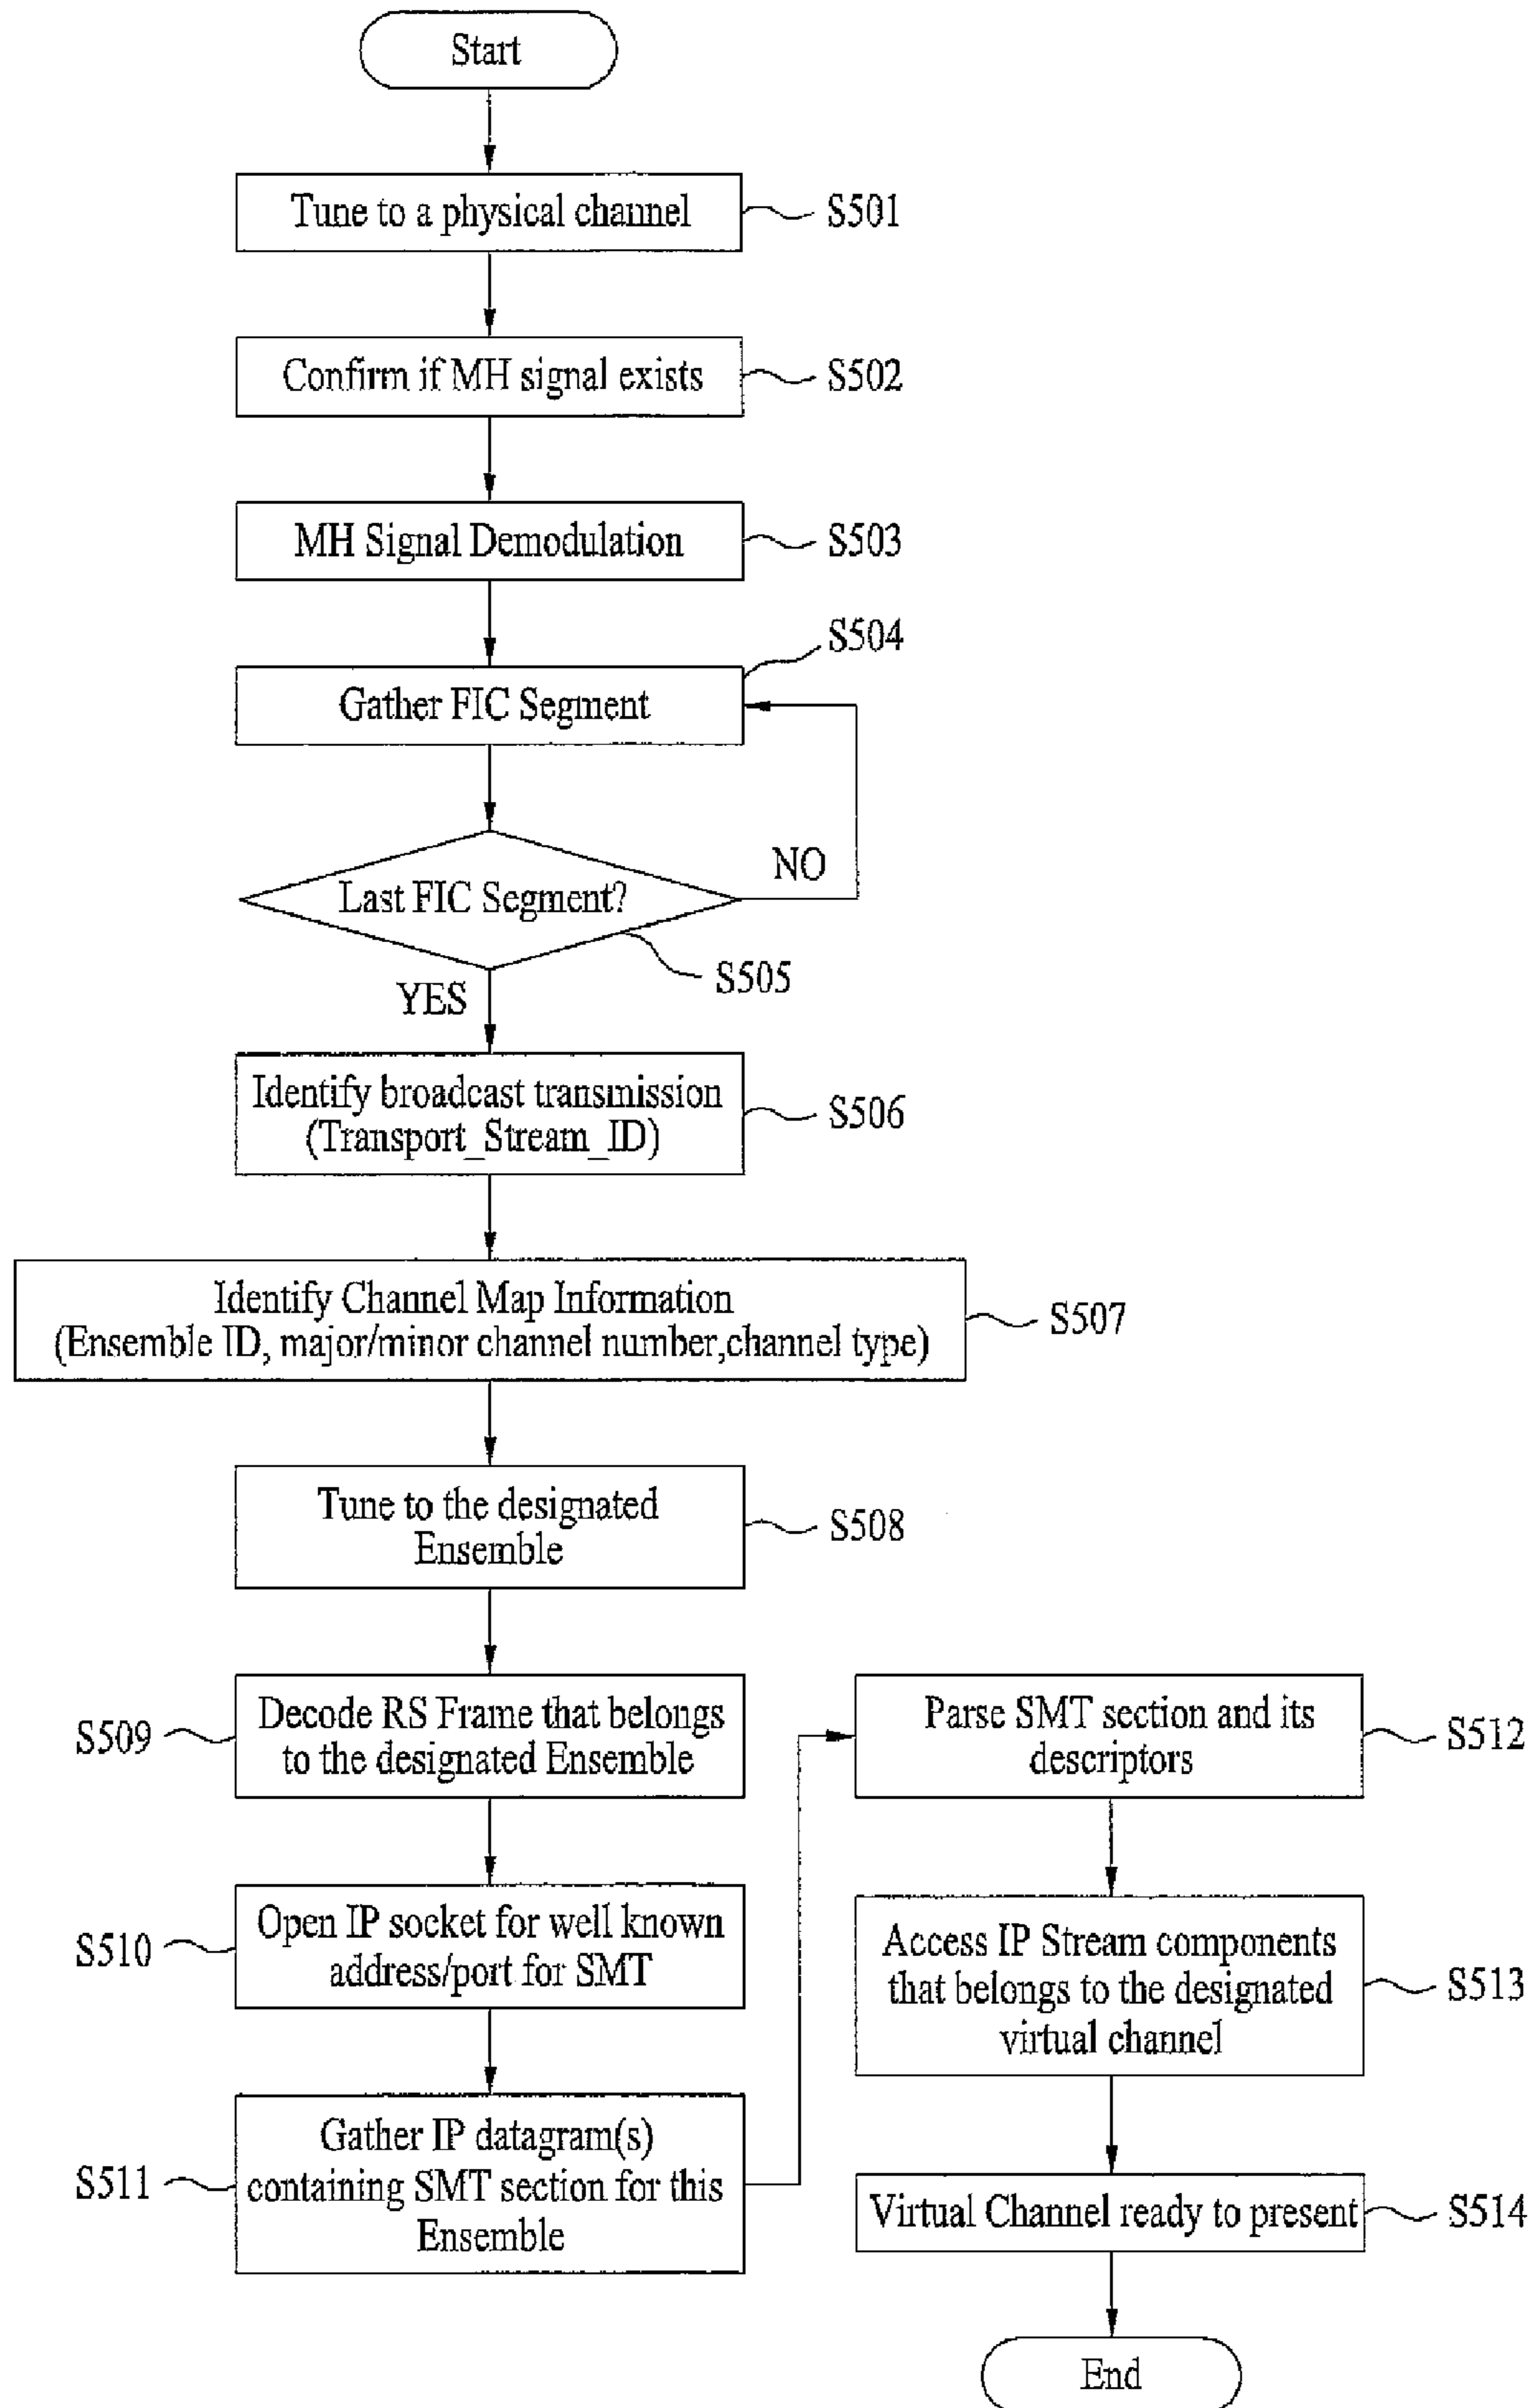 Start
Tune to a physical channel
S501
Confirm if MH signal exists
S502
MH Signal Demodulation
S503
S504
Gather FIC Segment
NO
Last FIC Segment?
S505
YES
Identify broadcast transmission
(Transport_Stream_ID)
S506
Identify Channel Map Information
(Ensemble ID, major/minor channel number,channel type)
S507
Tune to the designated
Ensemble
S508
S509
Decode RS Frame that belongs
to the designated Ensemble
S510
Open IP socket for well known
address/port for SMT
S511
Gather IP datagram(s)
containing SMT section for this
Ensemble
Parse SMT section and its
descriptors
S512
Access IP Stream components
that belongs to the designated
virtual channel
S513
Virtual Channel ready to present
S514
End